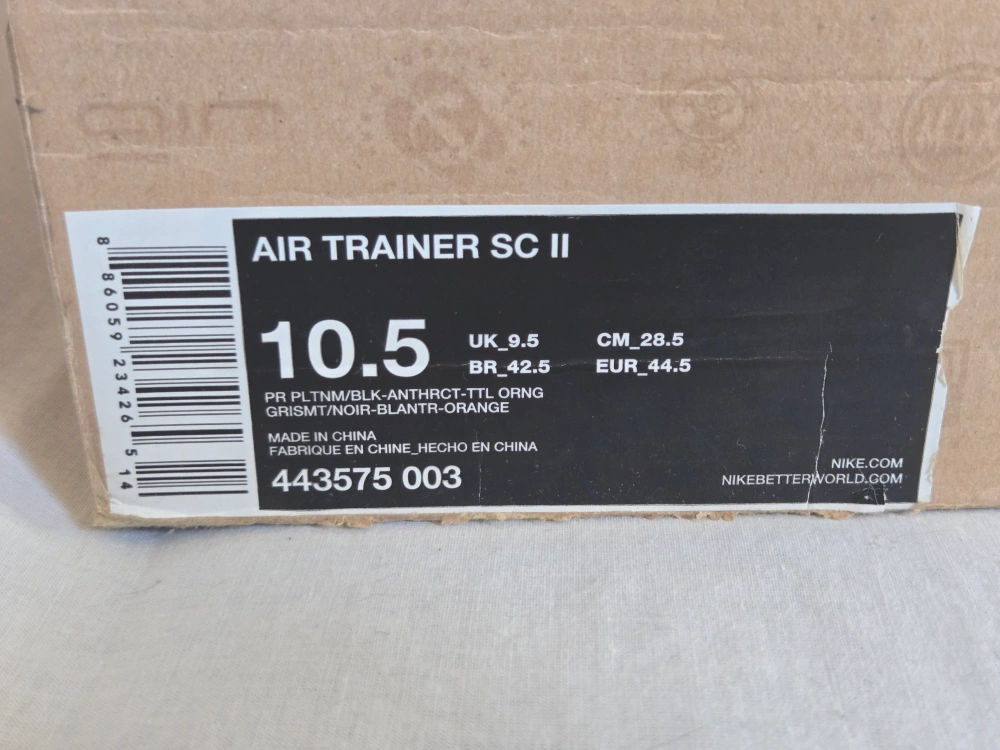 AIR TRAINER SC II
10.5
UK_9.5 CM_28.5
BR_42.5 EUR_44.5
PR PLTNM/BLK-ANTHRCT-TTL ORNG
GRISMT/NOIR-BLANTR-ORANGE
MADE IN CHINA
FABRIQUE EN CHINE_HECHO EN CHINA
443575 003
NIKE.COM
NIKEBETTERWORLD.COM
8 86059 23426 5 14